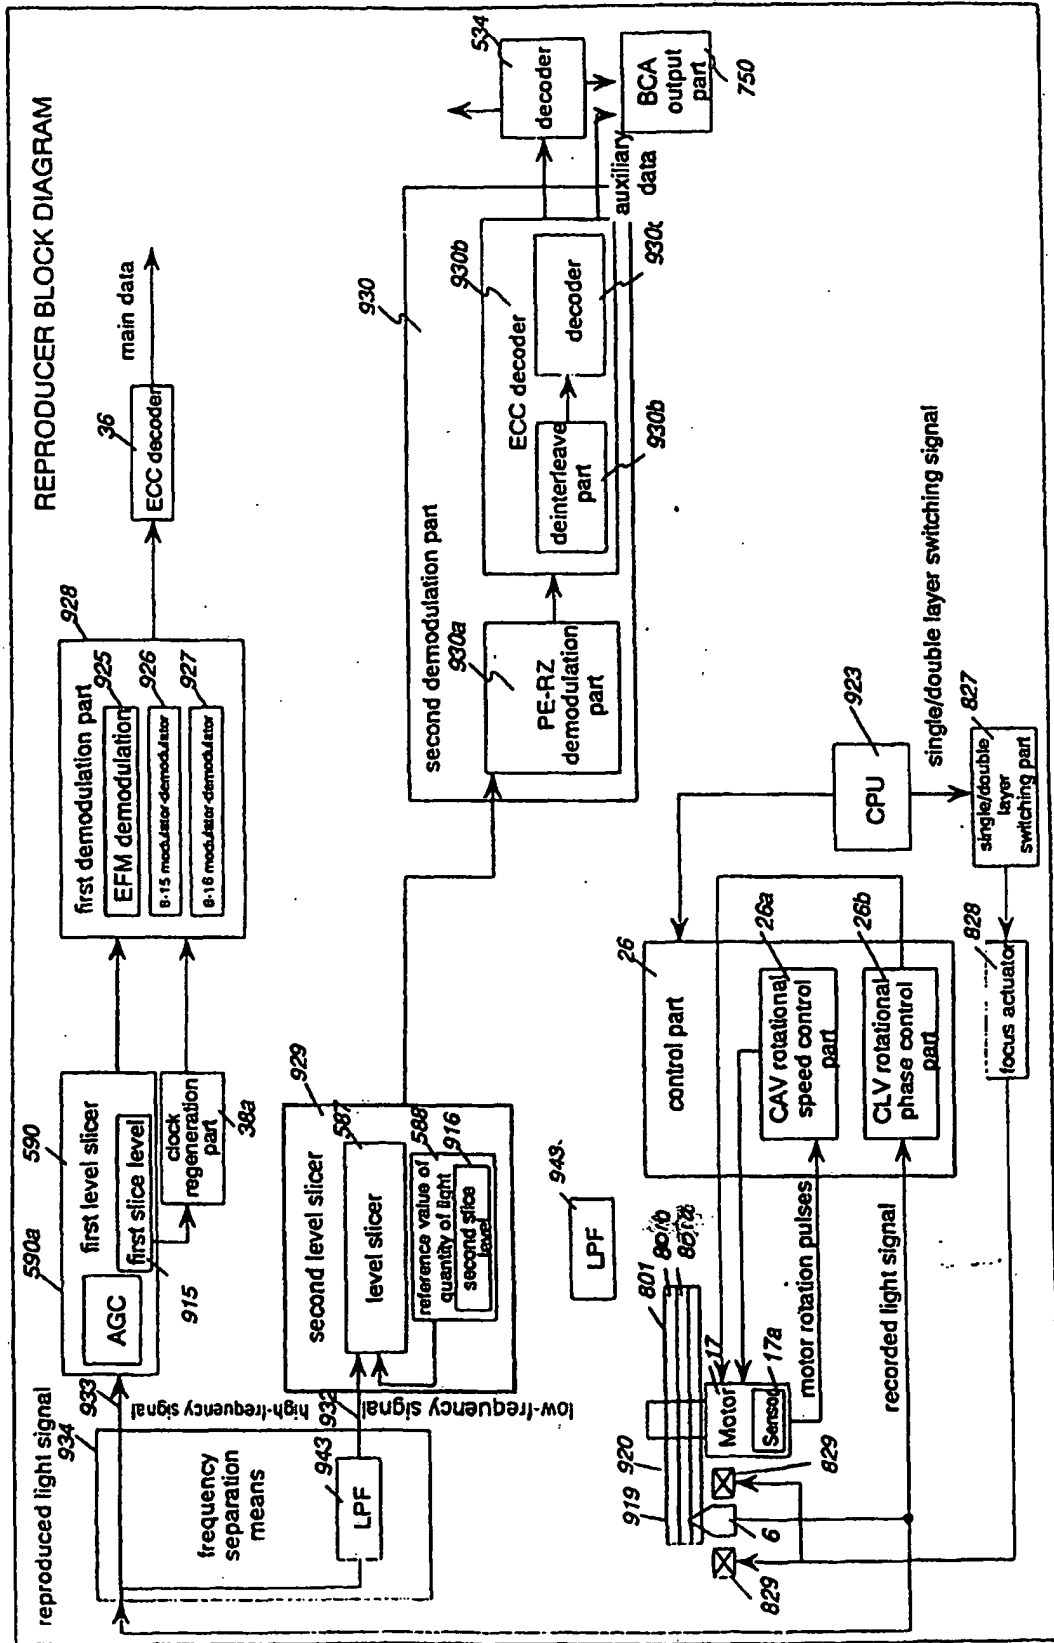 REPRODUCER BLOCK DIAGRAM
reproduced light signal
934
frequency
separation
means
943
LPF
933
high-frequency signal
932
low-frequency signal
590a
590
first level slicer
AGC
first slice level
915
clock
regeneration
part
38a
928
first demodulation part
925
EFM demodulation
926
8-15 modulator-demodulator
927
8-16 modulator-demodulator
36
ECC decoder
main data
929
second level slicer
587
level slicer
588
reference value of
quantity of light
916
second slice
level
930
second demodulation part
930a
PE-RZ
demodulation
part
930b
ECC decoder
deinterleave
part
930b
decoder
930c
auxiliary
data
534
decoder
BCA
output
part
750
943
LPF
919
920
801
17
Motor
17a
Sensor
829
6
829
motor rotation pulses
recorded light signal
26
control part
26a
CAV rotational
speed control
part
26b
CLV rotational
phase control
part
923
CPU
single/double layer switching signal
827
single/double
layer
switching part
828
focus actuator